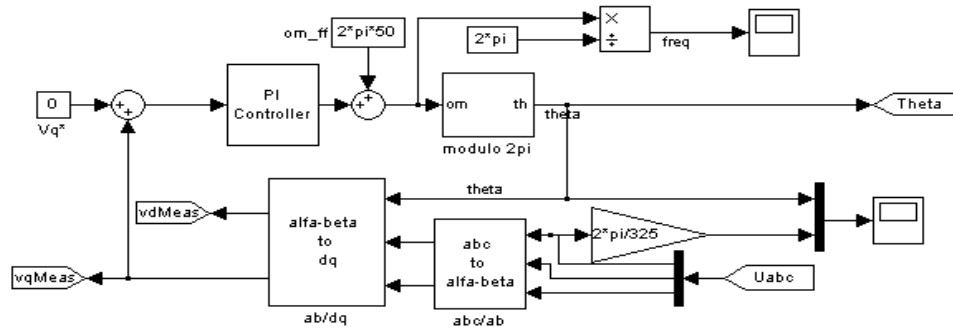 om_ff 2*pi*50
2*pi
×
÷
freq
0
Vq*
+
+
PI
Controller
+
+
om th
theta
modulo 2pi
Theta
theta
vdMeas
alfa-beta
to
dq
ab/dq
abc
to
alfa-beta
abc/ab
2*pi/325
vqMeas
Uabc